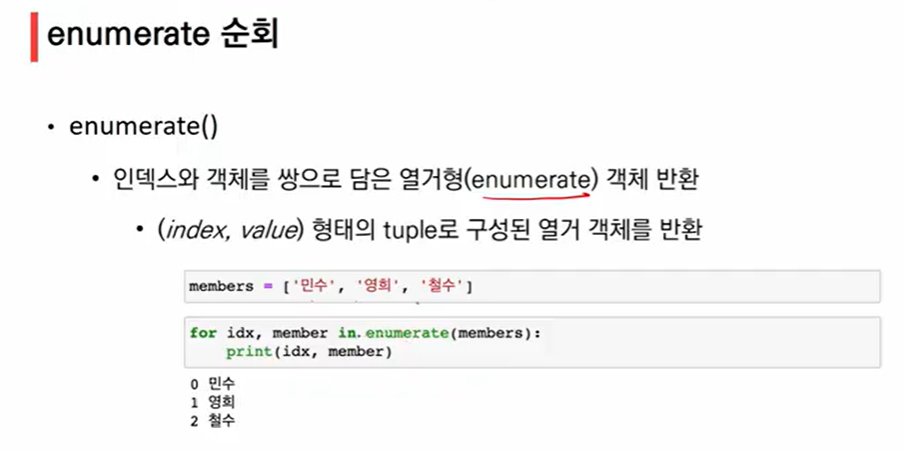 enumerate 순회
• enumerate()
• 인덱스와 객체를 쌍으로 담은 열거형(enumerate) 객체 반환
• (index, value) 형태의 tuple로 구성된 열거 객체를 반환
members = ['민수', '영희', '철수']
for idx, member in enumerate(members):
    print(idx, member)
0 민수
1 영희
2 철수